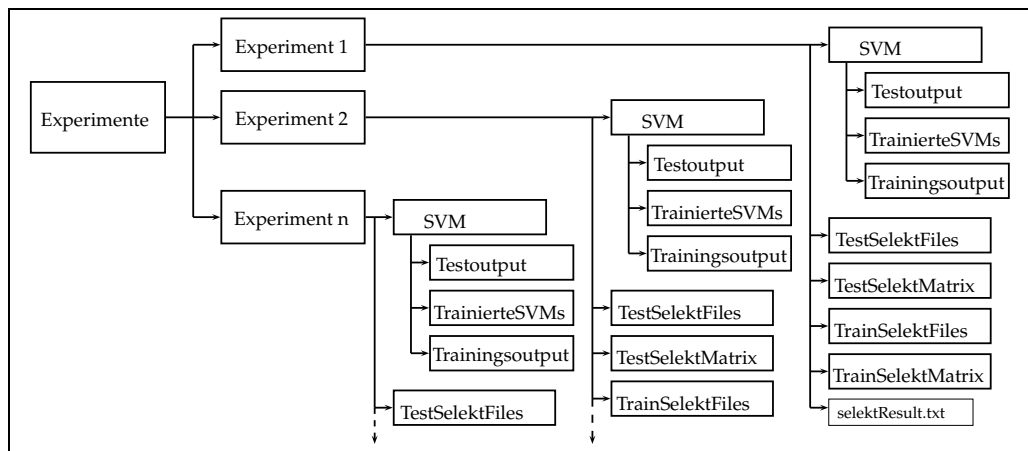 Experimente
Experiment 1
SVM
Testoutput
TrainierteSVMs
Trainingsoutput
TestSelektFiles
TestSelektMatrix
TrainSelektFiles
TrainSelektMatrix
selektResult.txt
Experiment 2
SVM
Testoutput
TrainierteSVMs
Trainingsoutput
TestSelektFiles
TestSelektMatrix
TrainSelektFiles
Experiment n
SVM
Testoutput
TrainierteSVMs
Trainingsoutput
TestSelektFiles